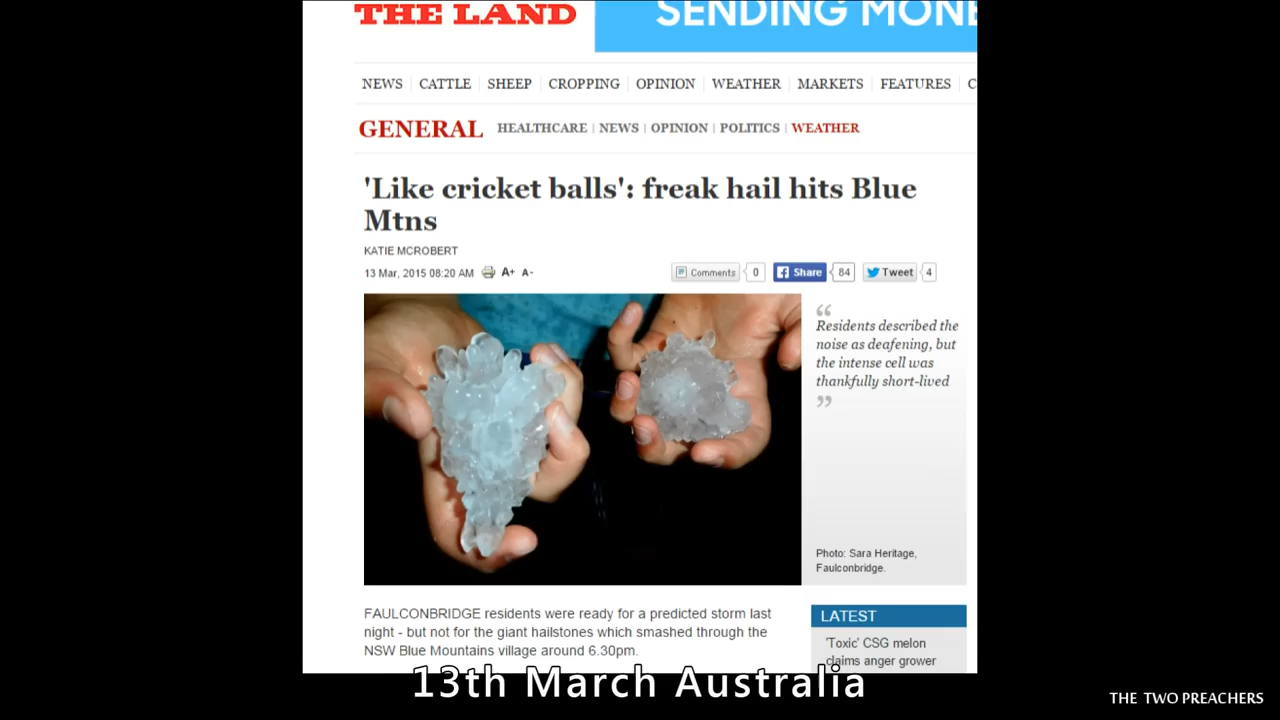 THE LAND
SENDING MONE
NEWS CATTLE SHEEP CROPPING OPINION WEATHER MARKETS FEATURES C
GENERAL HEALTHCARE NEWS OPINION POLITICS WEATHER
'Like cricket balls': freak hail hits Blue
Mtns
KATIE MCROBERT
13 Mar, 2015 08:20 AM A+ A-
Comments 0 Share 84 Tweet 4
“
Residents described the
noise as deafening, but
the intense cell was
thankfully short-lived
”
Photo: Sara Heritage,
Faulconbridge.
FAULCONBRIDGE residents were ready for a predicted storm last
night - but not for the giant hailstones which smashed through the
NSW Blue Mountains village around 6.30pm.
LATEST
'Toxic' CSG melon
claims anger grower
13th March Australia
THE TWO PREACHERS